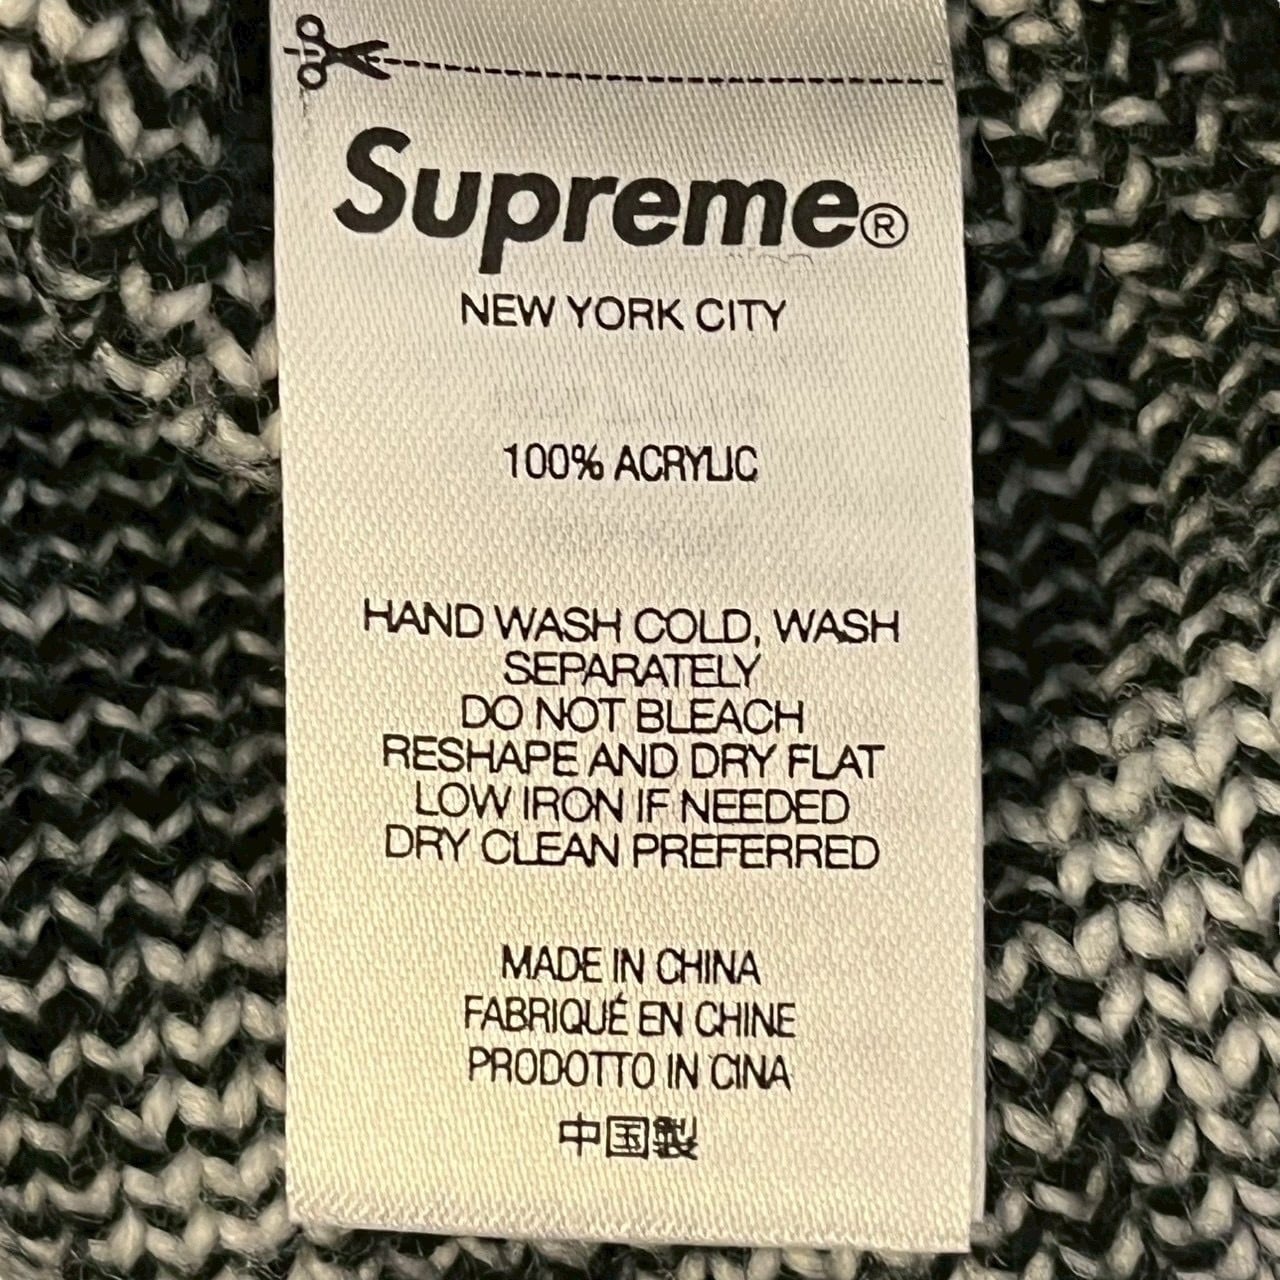 Supreme®
NEW YORK CITY
100% ACRYLIC
HAND WASH COLD, WASH
SEPARATELY
DO NOT BLEACH
RESHAPE AND DRY FLAT
LOW IRON IF NEEDED
DRY CLEAN PREFERRED
MADE IN CHINA
FABRIQUÉ EN CHINE
PRODOTTO IN CINA
中国製